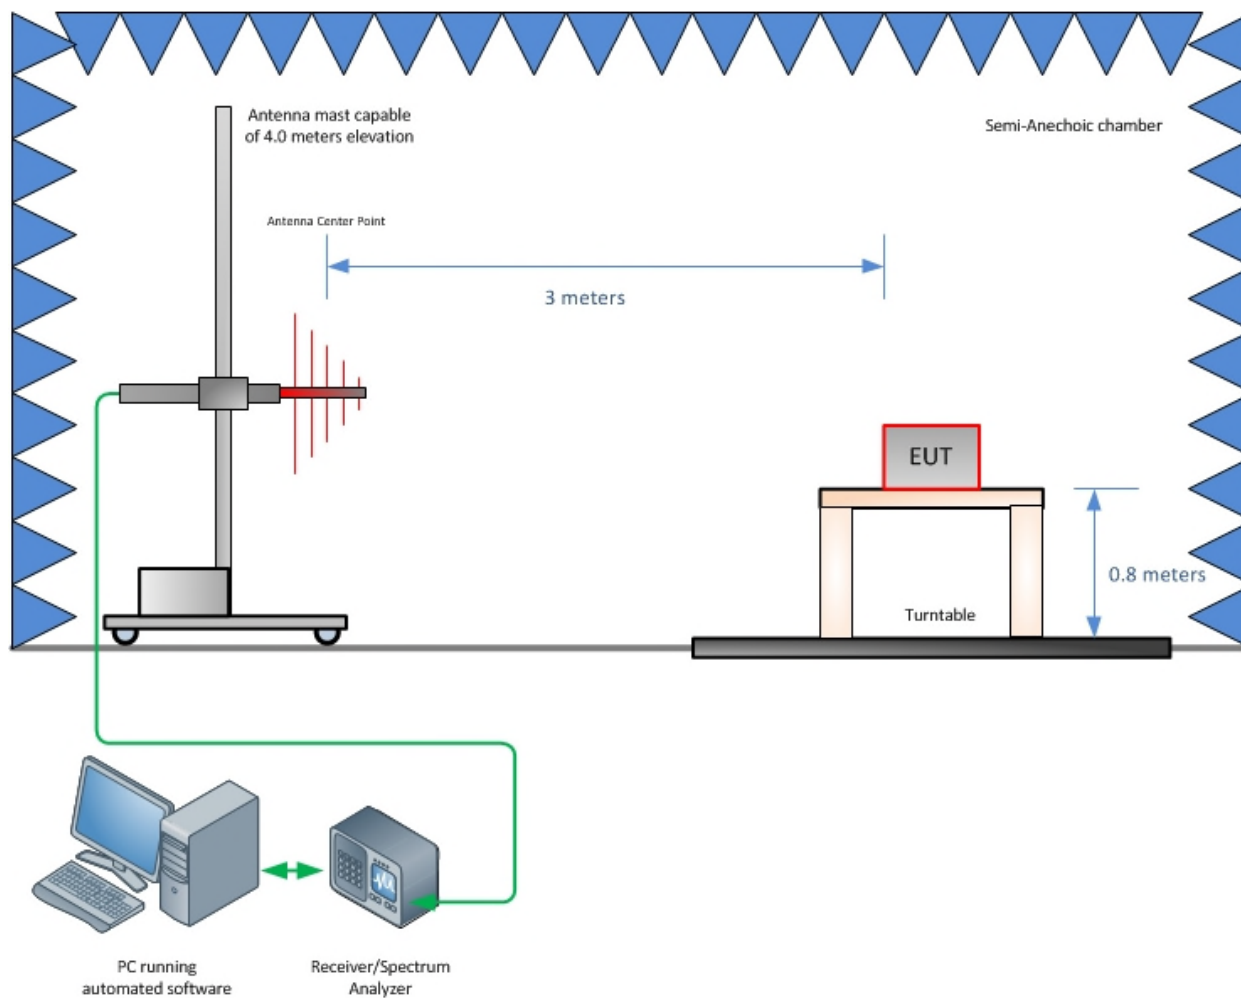 Antenna mast capable
of 4.0 meters elevation
Semi-Anechoic chamber
Antenna Center Point
3 meters
EUT
0.8 meters
Turntable
PC running
automated software
Receiver/Spectrum
Analyzer